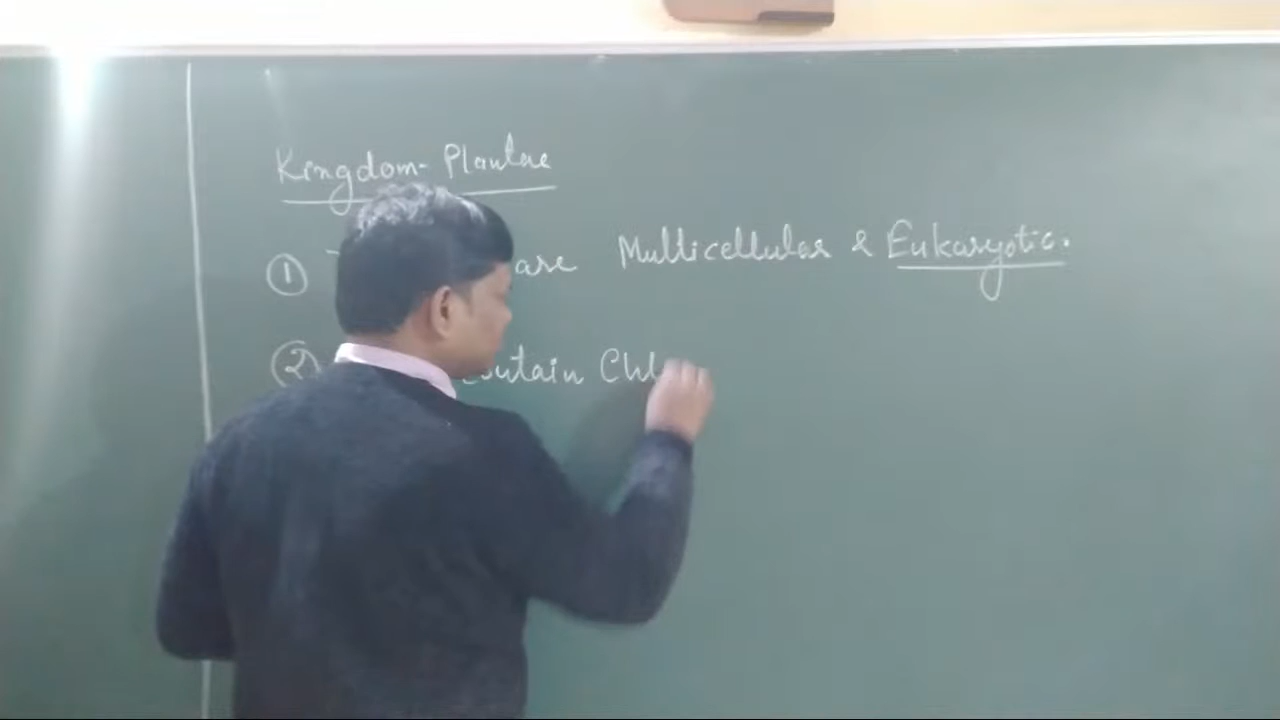 Kingdom- Plantae
① are Multicellular & Eukaryotic.
② contain Chl